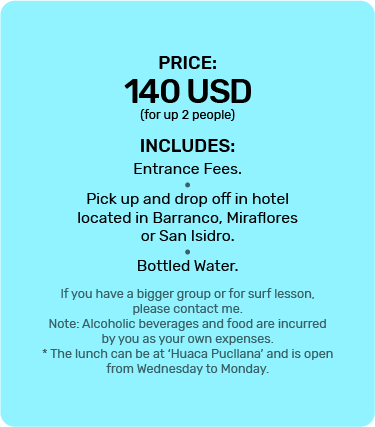 PRICE:
140 USD
(for up 2 people)
INCLUDES:
Entrance Fees.
•
Pick up and drop off in hotel
located in Barranco, Miraflores
or San Isidro.
•
Bottled Water.
If you have a bigger group or for surf lesson,
please contact me.
Note: Alcoholic beverages and food are incurred
by you as your own expenses.
* The lunch can be at ‘Huaca Pucllana’ and is open
from Wednesday to Monday.